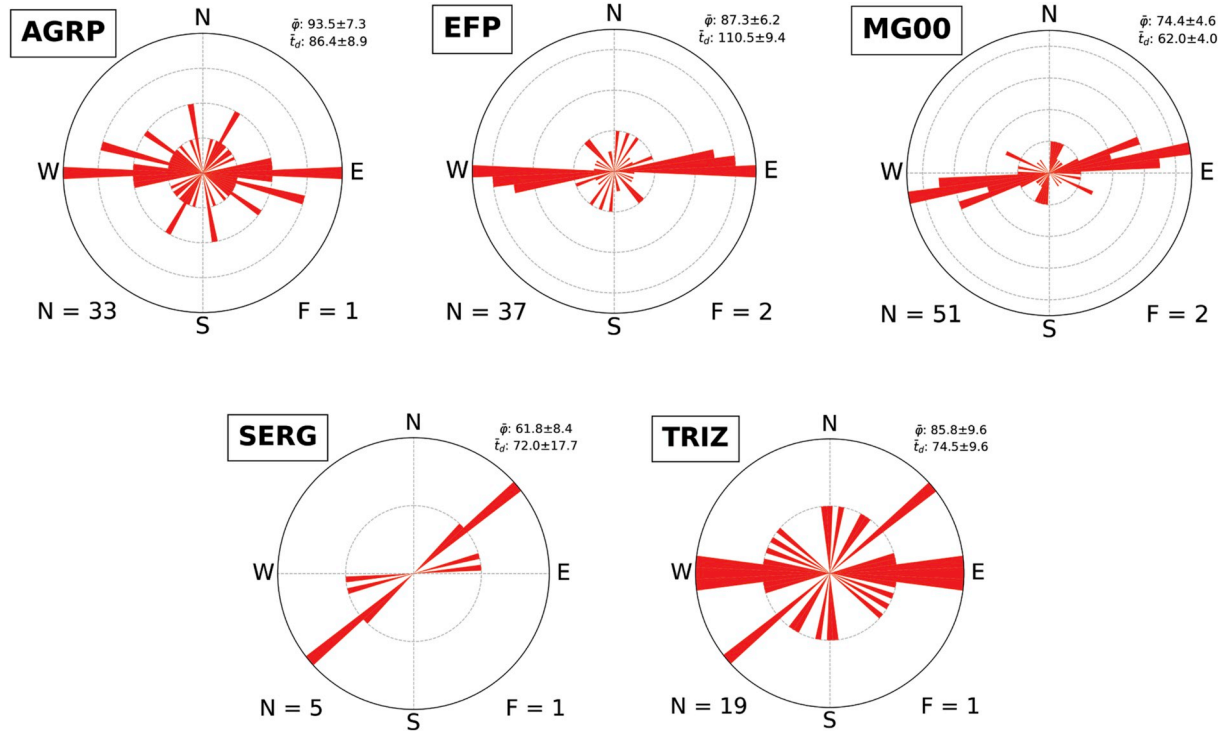 AGRP
N
φ̄: 93.5±7.3
t̄d: 86.4±8.9
W
E
S
N = 33
F = 1
EFP
N
φ̄: 87.3±6.2
t̄d: 110.5±9.4
W
E
S
N = 37
F = 2
MG00
N
φ̄: 74.4±4.6
t̄d: 62.0±4.0
W
E
S
N = 51
F = 2
SERG
N
φ̄: 61.8±8.4
t̄d: 72.0±17.7
W
E
S
N = 5
F = 1
TRIZ
N
φ̄: 85.8±9.6
t̄d: 74.5±9.6
W
E
S
N = 19
F = 1